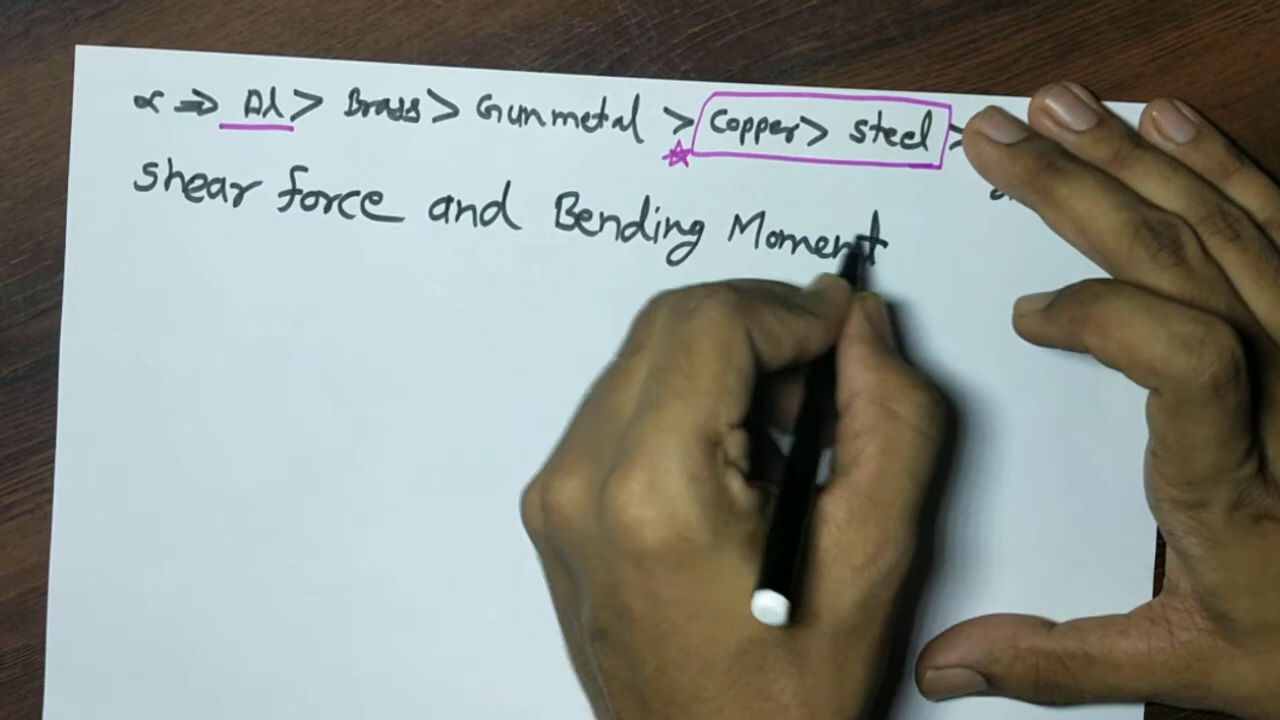 α ⇒ Al > Brass > Gunmetal > Copper > steel >
shear force and Bending Moment